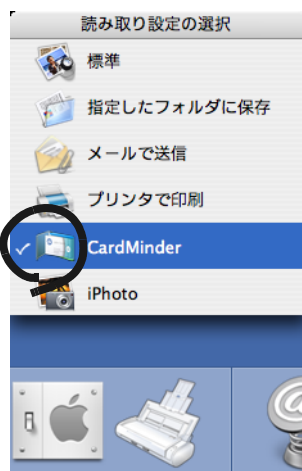 読み取り設定の選択
標準
指定したフォルダに保存
メールで送信
プリンタで印刷
CardMinder
iPhoto